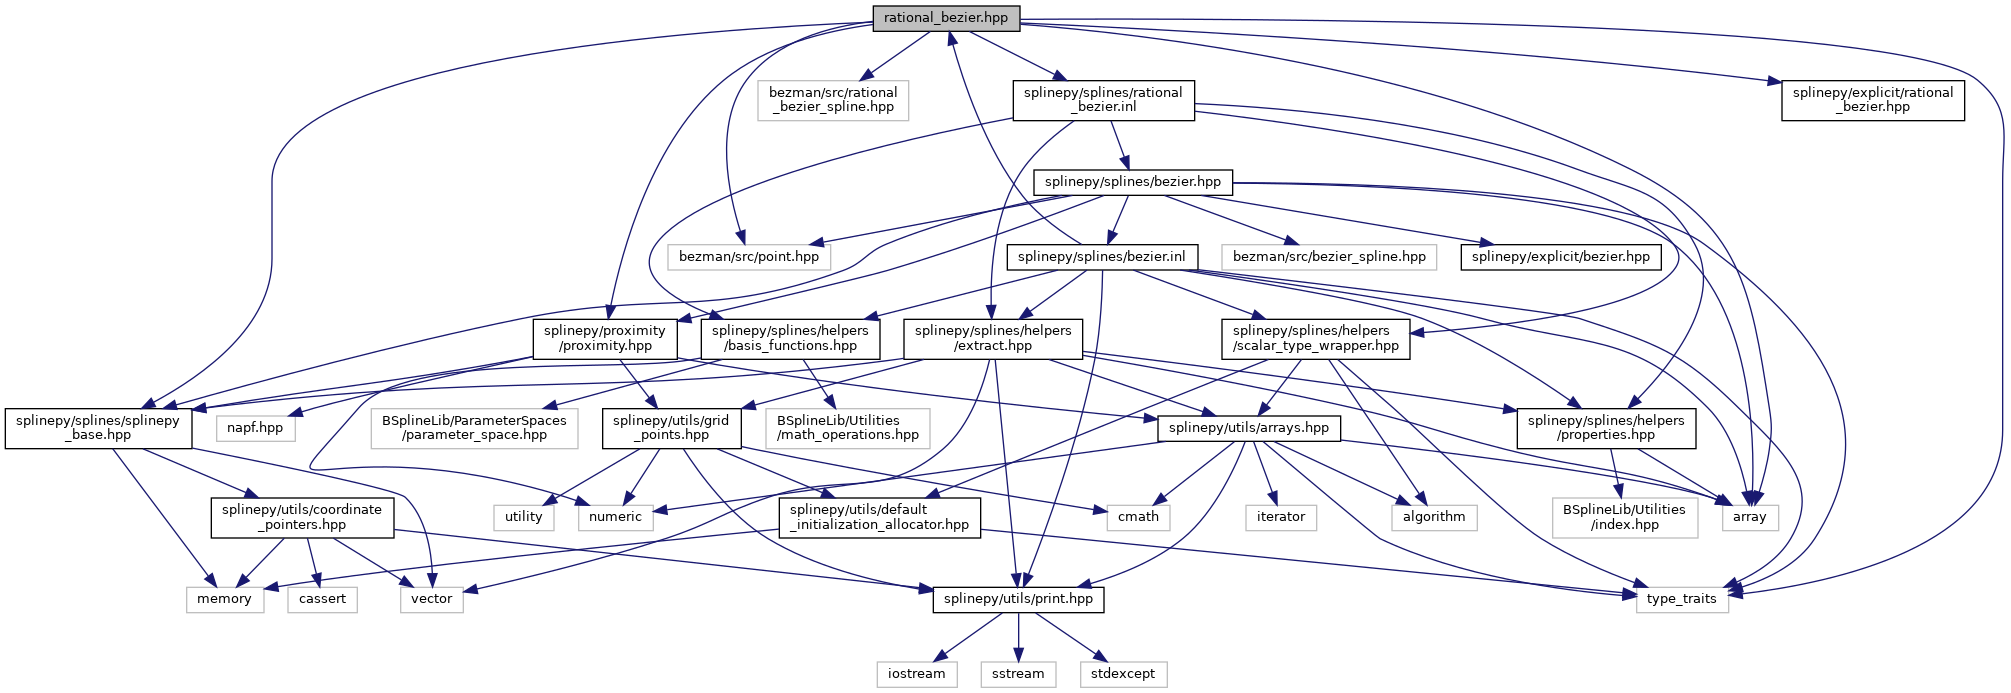 rational_bezier.hpp
bezman/src/rational
_bezier_spline.hpp
splinepy/splines/rational
_bezier.inl
splinepy/explicit/rational
_bezier.hpp
splinepy/splines/bezier.hpp
bezman/src/point.hpp
splinepy/splines/bezier.inl
bezman/src/bezier_spline.hpp
splinepy/explicit/bezier.hpp
splinepy/proximity
/proximity.hpp
splinepy/splines/helpers
/basis_functions.hpp
splinepy/splines/helpers
/extract.hpp
splinepy/splines/helpers
/scalar_type_wrapper.hpp
splinepy/splines/splinepy
_base.hpp
napf.hpp
BSplineLib/ParameterSpaces
/parameter_space.hpp
splinepy/utils/grid
_points.hpp
BSplineLib/Utilities
/math_operations.hpp
splinepy/utils/arrays.hpp
splinepy/splines/helpers
/properties.hpp
splinepy/utils/coordinate
_pointers.hpp
utility
numeric
splinepy/utils/default
_initialization_allocator.hpp
cmath
iterator
algorithm
BSplineLib/Utilities
/index.hpp
array
memory
cassert
vector
splinepy/utils/print.hpp
type_traits
iostream
sstream
stdexcept